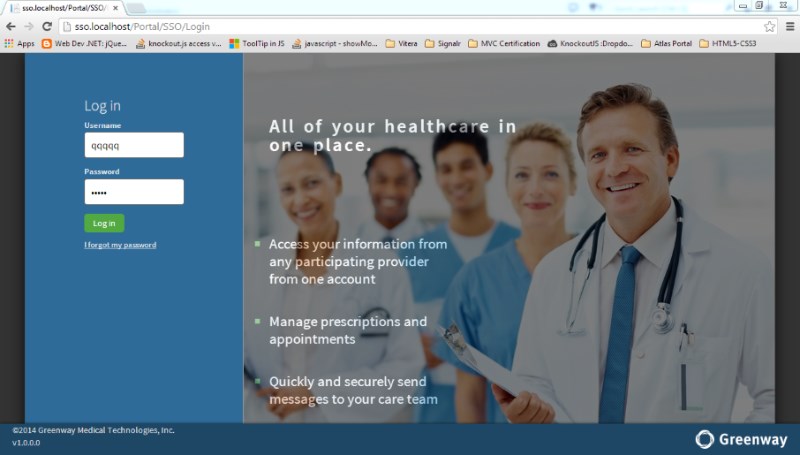 sso.localhost/Portal/SSO/L
sso.localhost/Portal/SSO/Login
Apps
Web Dev .NET: jQue...
knockout.js access v...
ToolTip in JS
javascript - showMo...
Vitera
Signalr
MVC Certification
KnockoutJS :Dropdo...
Atlas Portal
HTML5-CSS3
Log in
Username
qqqqq
Password
•••••
Log in
I forgot my password
All of your healthcare in
one place.
Access your information from
any participating provider
from one account
Manage prescriptions and
appointments
Quickly and securely send
messages to your care team
©2014 Greenway Medical Technologies, Inc.
v1.0.0.0
Greenway